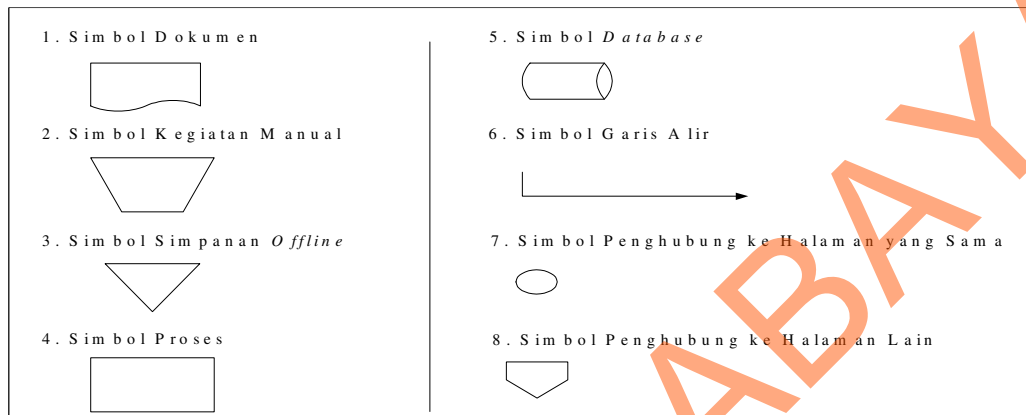 1. Simbol Dokumen
2. Simbol Kegiatan Manual
3. Simbol Simpanan Offline
4. Simbol Proses
5. Simbol Database
6. Simbol Garis Alir
7. Simbol Penghubung ke Halaman yang Sama
8. Simbol Penghubung ke Halaman Lain
ABAY